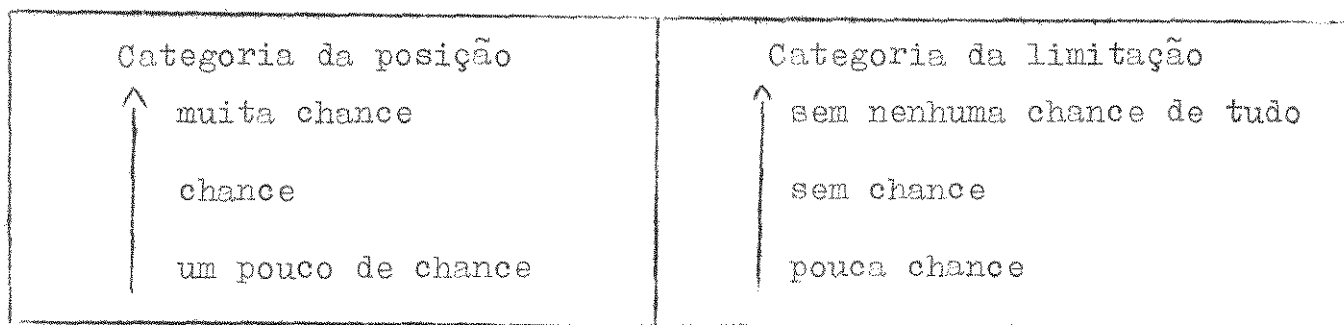 Categoria da posição
muita chance
chance
um pouco de chance
Categoria da limitação
sem nenhuma chance de tudo
sem chance
pouca chance